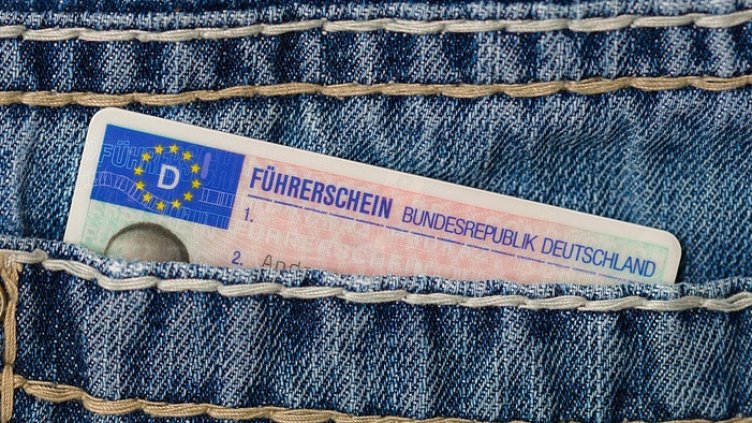 D
FÜHRERSCHEIN BUNDESREPUBLIK DEUTSCHLAND
1.
2.